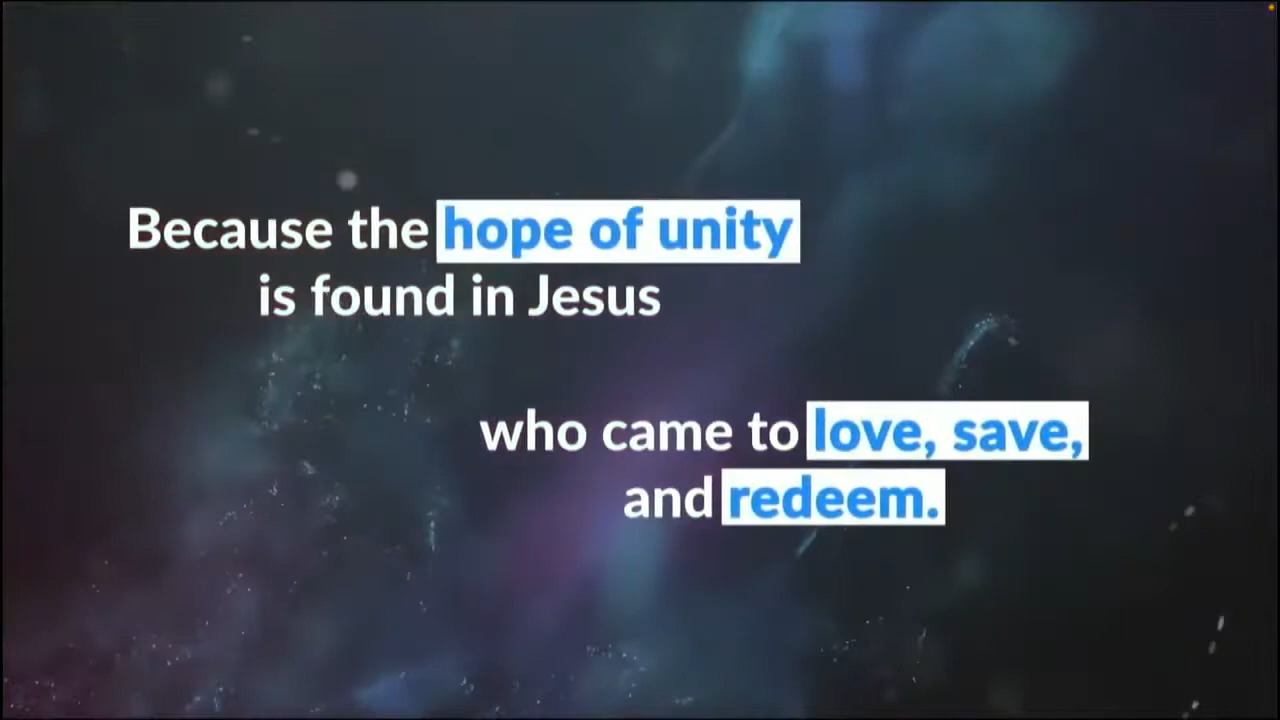 Because the hope of unity
is found in Jesus
who came to love, save,
and redeem.